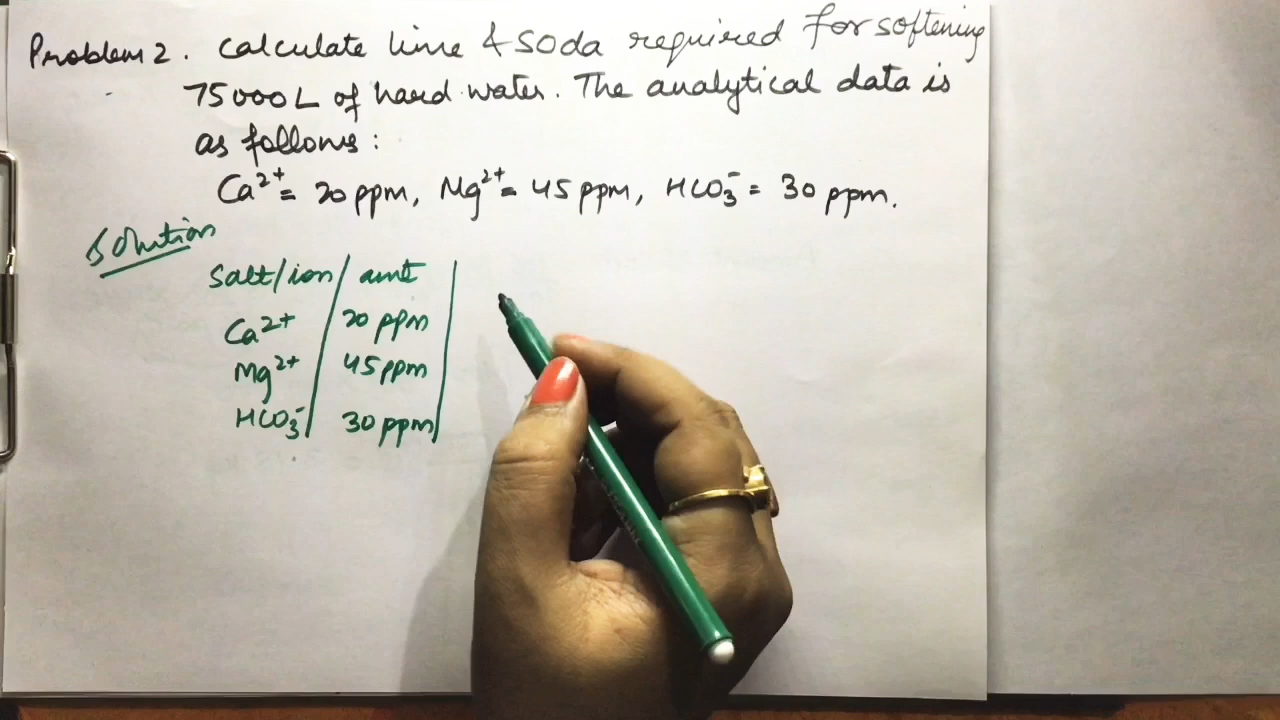 Problem 2. Calculate lime & soda required for softening
75000L of hard water. The analytical data is
as follows:
Ca²⁺ = 20 ppm, Mg²⁺ = 45 ppm, HCO₃⁻ = 30 ppm.
Solution
Salt/ion amt
Ca²⁺ 20 ppm
Mg²⁺ 45 ppm
HCO₃⁻ 30 ppm